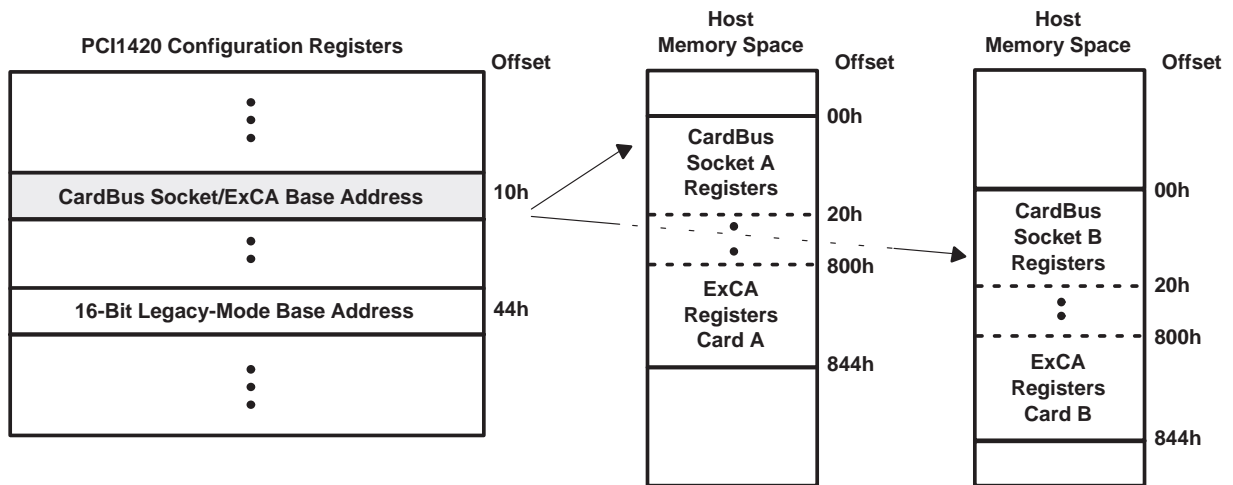 PCI1420 Configuration Registers
Offset
CardBus Socket/ExCA Base Address
10h
16-Bit Legacy-Mode Base Address
44h
Host
Memory Space
Offset
00h
CardBus
Socket A
Registers
20h
800h
ExCA
Registers
Card A
844h
Host
Memory Space
Offset
00h
CardBus
Socket B
Registers
20h
800h
ExCA
Registers
Card B
844h